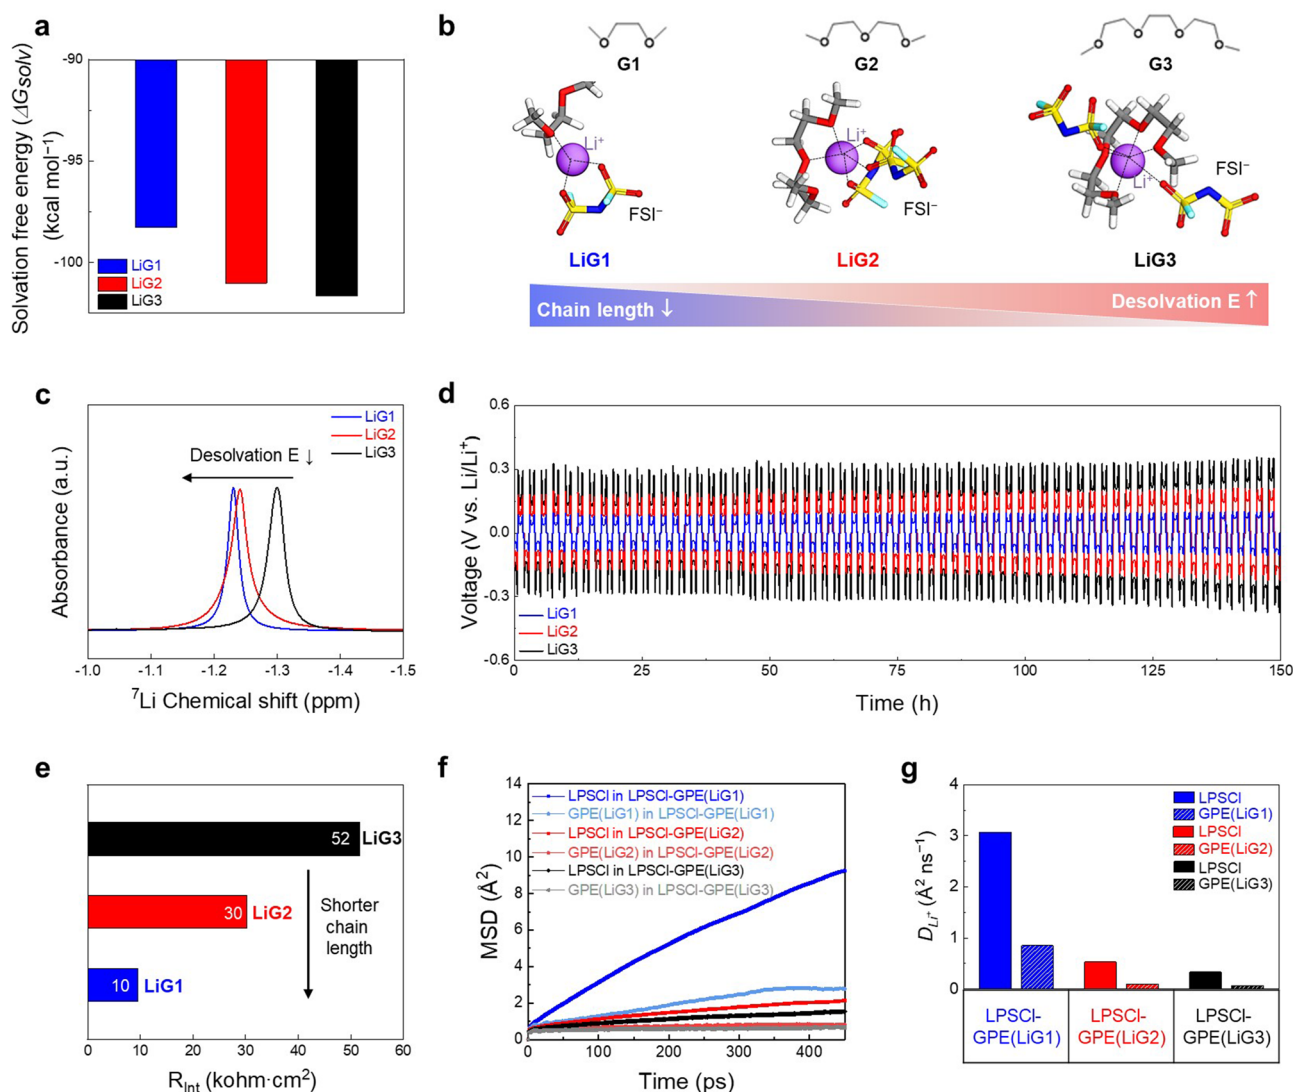 a
Solvation free energy (ΔGsolv)
(kcal mol⁻¹)
-90
-95
-100
LiG1
LiG2
LiG3
b
G1
G2
G3
Li⁺
FSI⁻
Li⁺
FSI⁻
Li⁺
FSI⁻
LiG1
LiG2
LiG3
Chain length ↓
Desolvation E ↑
c
Absorbance (a.u.)
LiG1
LiG2
LiG3
Desolvation E ↓
-1.0
-1.1
-1.2
-1.3
-1.4
-1.5
⁷Li Chemical shift (ppm)
d
Voltage (V vs. Li/Li⁺)
0.6
0.3
0.0
-0.3
-0.6
LiG1
LiG2
LiG3
0
25
50
75
100
125
150
Time (h)
e
52
LiG3
30
LiG2
10
LiG1
Shorter
chain
length
0
10
20
30
40
50
60
RInt (kohm·cm²)
f
MSD (Å²)
14
12
10
8
6
4
2
0
LPSCl in LPSCl-GPE(LiG1)
GPE(LiG1) in LPSCl-GPE(LiG1)
LPSCl in LPSCl-GPE(LiG2)
GPE(LiG2) in LPSCl-GPE(LiG2)
LPSCl in LPSCl-GPE(LiG3)
GPE(LiG3) in LPSCl-GPE(LiG3)
0
100
200
300
400
Time (ps)
g
DLi⁺ (Å² ns⁻¹)
4
3
2
1
0
LPSCl
GPE(LiG1)
LPSCl
GPE(LiG2)
LPSCl
GPE(LiG3)
LPSCl-
GPE(LiG1)
LPSCl-
GPE(LiG2)
LPSCl-
GPE(LiG3)